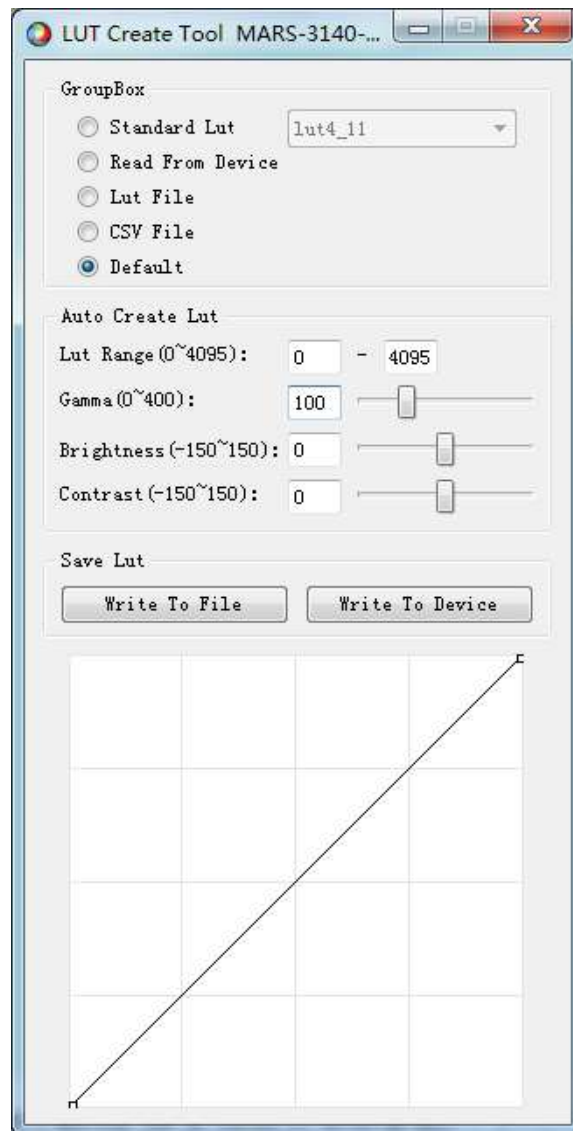 LUT Create Tool MARS-3140-...
GroupBox
Standard Lut lut4_11
Read From Device
Lut File
CSV File
Default
Auto Create Lut
Lut Range(0~4095): 0 - 4095
Gamma(0~400): 100
Brightness(-150~150): 0
Contrast(-150~150): 0
Save Lut
Write To File Write To Device